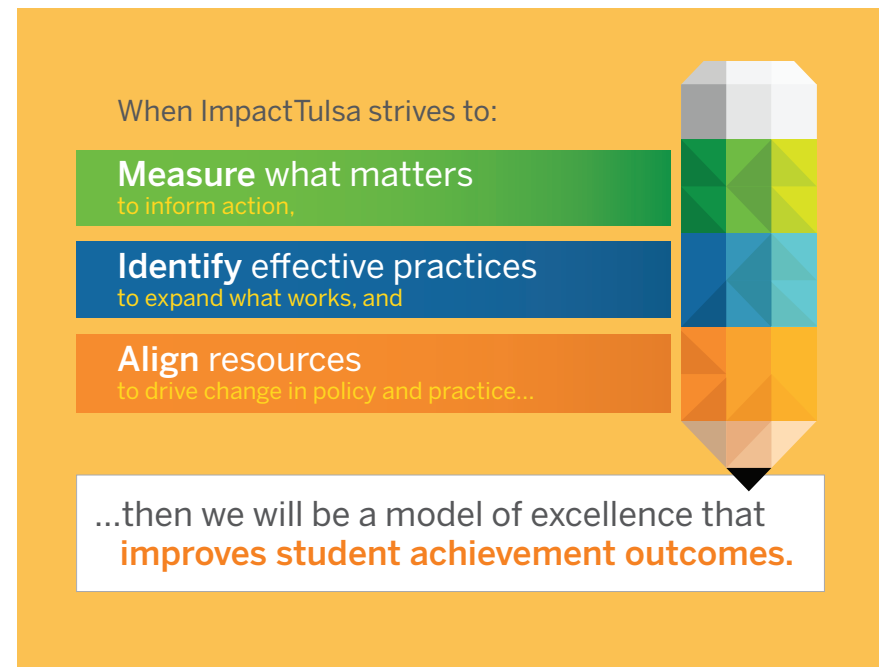 When ImpactTulsa strives to:
Measure what matters
to inform action,
Identify effective practices
to expand what works, and
Align resources
to drive change in policy and practice...
...then we will be a model of excellence that
improves student achievement outcomes.